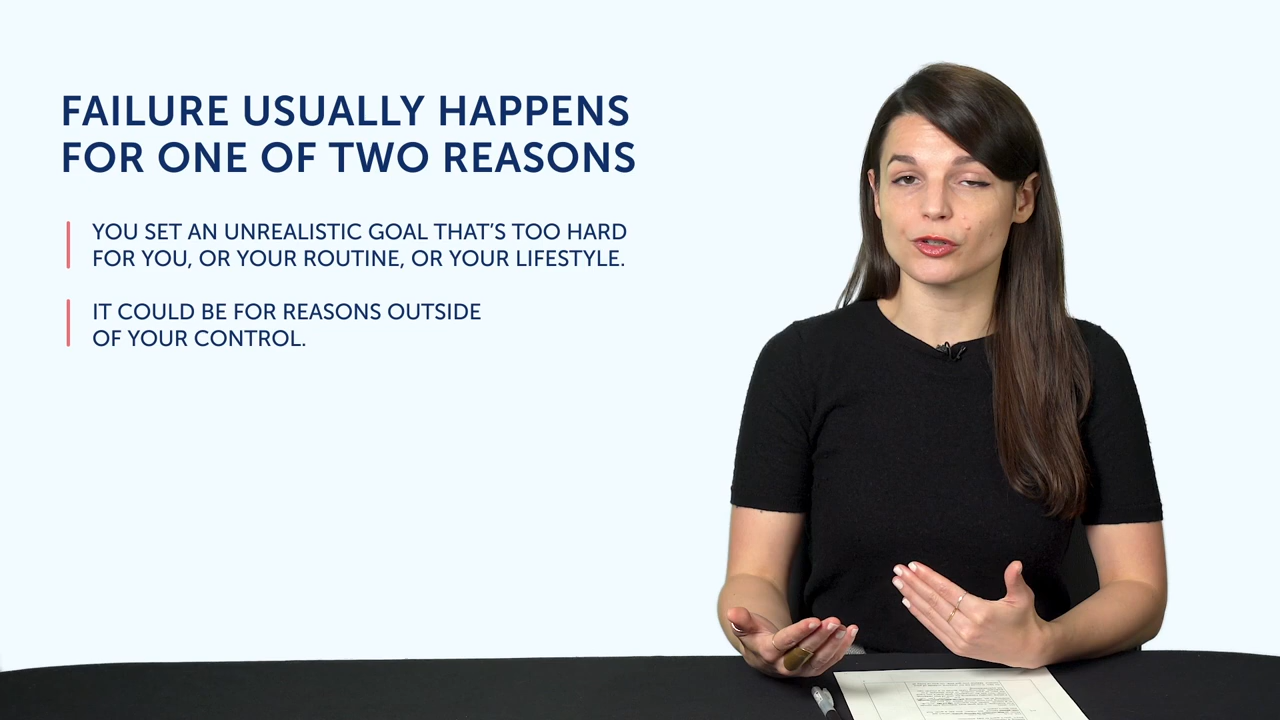 FAILURE USUALLY HAPPENS
FOR ONE OF TWO REASONS
YOU SET AN UNREALISTIC GOAL THAT'S TOO HARD
FOR YOU, OR YOUR ROUTINE, OR YOUR LIFESTYLE.
IT COULD BE FOR REASONS OUTSIDE
OF YOUR CONTROL.